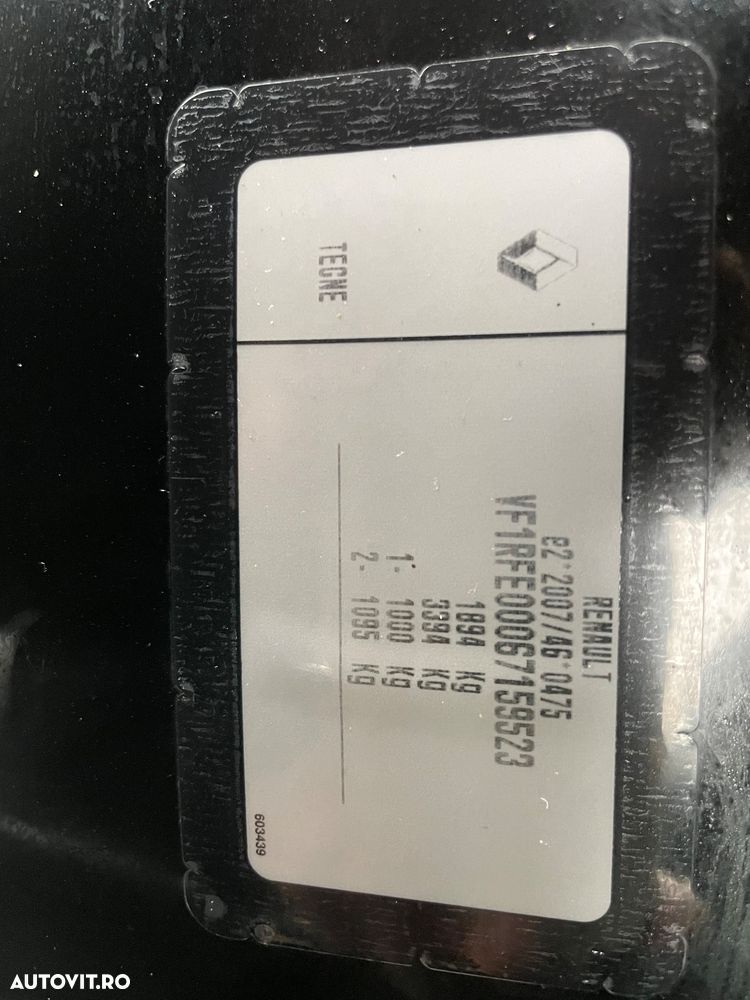 RENAULT
e2*2007/46*0475
VF1RFE00067159523
1894 Kg
3394 Kg
1- 1000 Kg
2- 1095 Kg
TEGNE
603439
AUTOVIT.RO